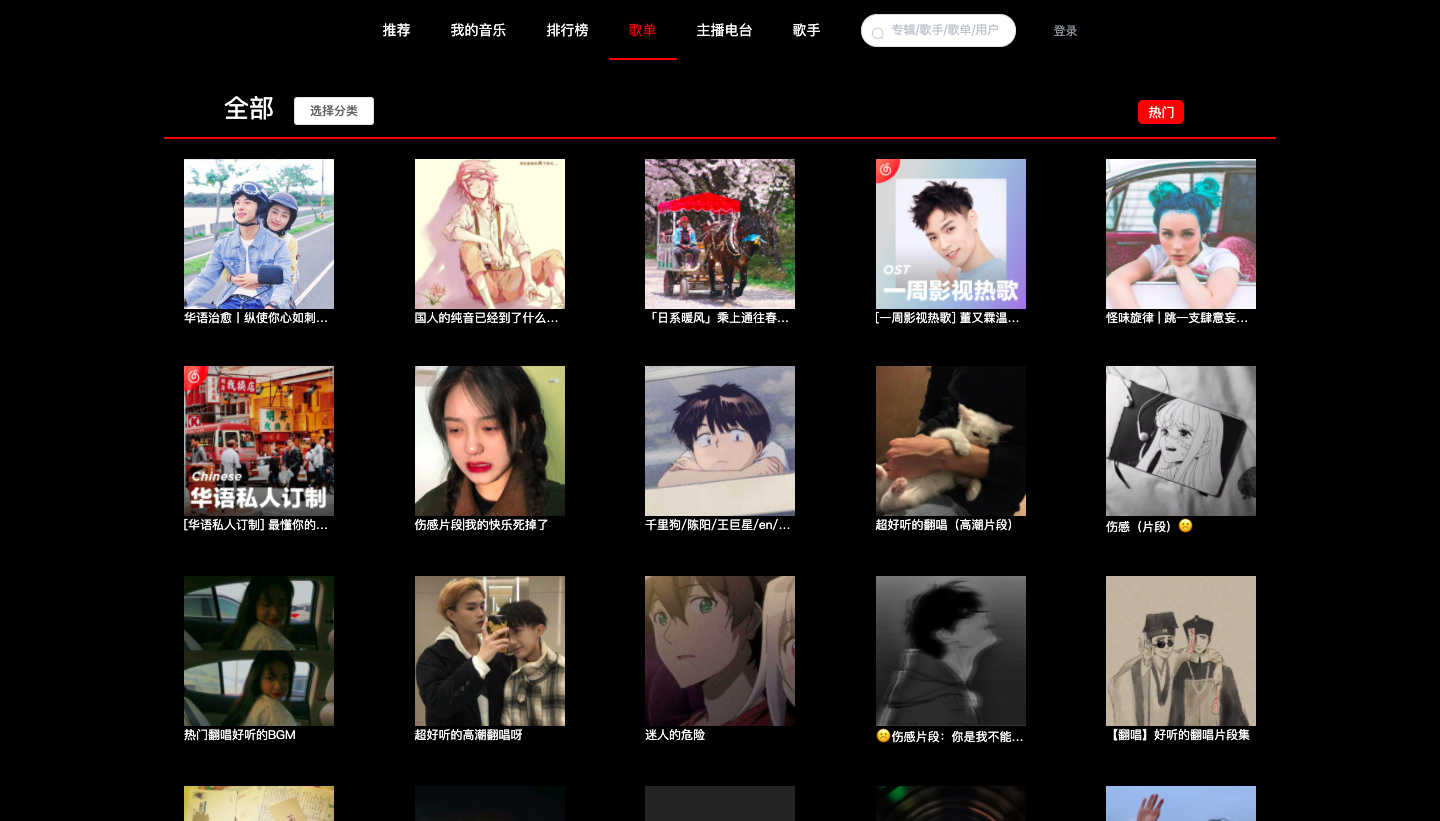 推荐
我的音乐
排行榜
歌单
主播电台
歌手
专辑/歌手/歌单/用户
登录
全部
选择分类
热门
OST
一周影视热歌
华语治愈丨纵使你心如刺...
国人的纯音已经到了什么...
「日系暖风」乘上通往春...
[一周影视热歌] 董又霖温...
怪味旋律 | 跳一支肆意妄...
找換店
明昇
找換店
Chinese
华语私人订制
[华语私人订制] 最懂你的...
伤感片段|我的快乐死掉了
千里狗/陈阳/王巨星/en/...
超好听的翻唱（高潮片段）
伤感（片段）☹️
热门翻唱好听的BGM
超好听的高潮翻唱呀
迷人的危险
☹️伤感片段：你是我不能...
【翻唱】好听的翻唱片段集